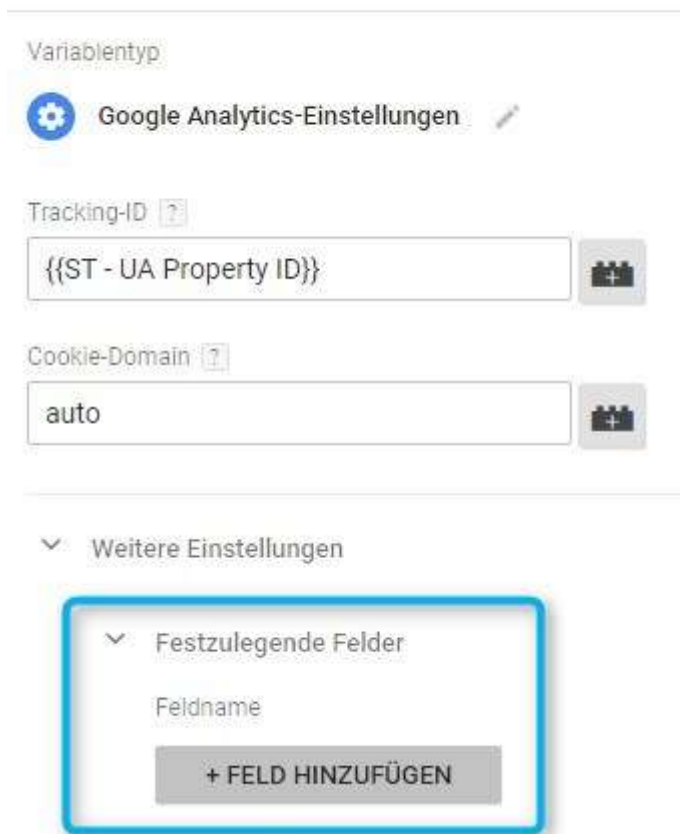 Variablentyp
Google Analytics-Einstellungen
Tracking-ID ?
{{ST - UA Property ID}}
Cookie-Domain ?
auto
Weitere Einstellungen
Festzulegende Felder
Feldname
+ FELD HINZUFÜGEN